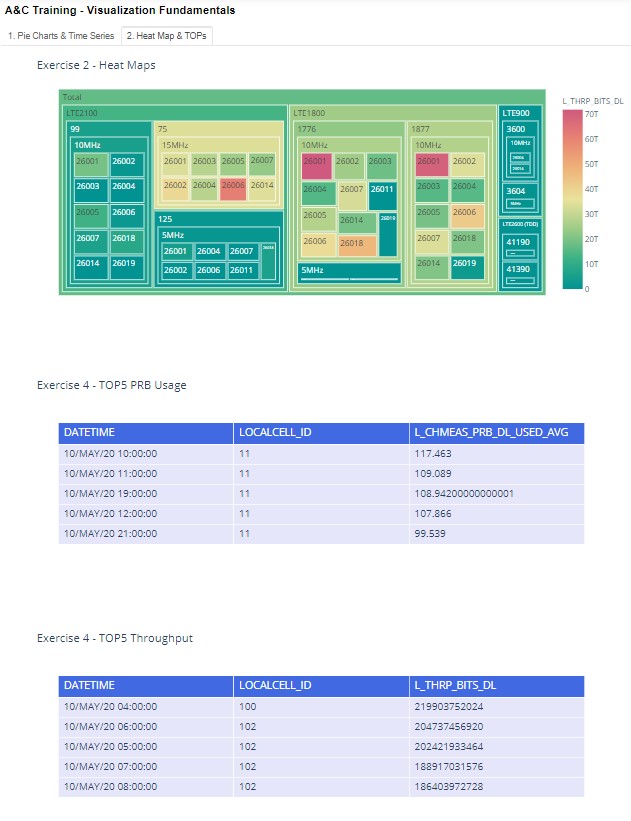 A&C Training - Visualization Fundamentals
1. Pie Charts & Time Series
2. Heat Map & TOPs
Exercise 2 - Heat Maps
Total
LTE2100
99
10MHz
26001 26002
26003 26004
26005 26006
26007 26018
26014 26019
75
15MHz
26001 26003 26005 26007
26002 26004 26006 26014
125
5MHz
26001 26004 26007
26002 26006 26011
LTE1800
1776
10MHz
26001 26002 26003
26004 26007 26011
26005 26014 26019
26006 26018
5MHz
1877
10MHz
26001 26002
26003 26004
26005 26006
26007 26018
26014 26019
LTE900
3600
10MHz
3604
5MHz
LTE2600 (TDD)
41190
41390
L_THRP_BITS_DL
70T
60T
50T
40T
30T
20T
10T
0
Exercise 4 - TOP5 PRB Usage
DATETIME LOCALCELL_ID L_CHMEAS_PRB_DL_USED_AVG
10/MAY/20 10:00:00 11 117.463
10/MAY/20 11:00:00 11 109.089
10/MAY/20 19:00:00 11 108.94200000000001
10/MAY/20 12:00:00 11 107.866
10/MAY/20 21:00:00 11 99.539
Exercise 4 - TOP5 Throughput
DATETIME LOCALCELL_ID L_THRP_BITS_DL
10/MAY/20 04:00:00 100 219903752024
10/MAY/20 06:00:00 102 204737456920
10/MAY/20 05:00:00 102 202421933464
10/MAY/20 07:00:00 102 188917031576
10/MAY/20 08:00:00 102 186403972728